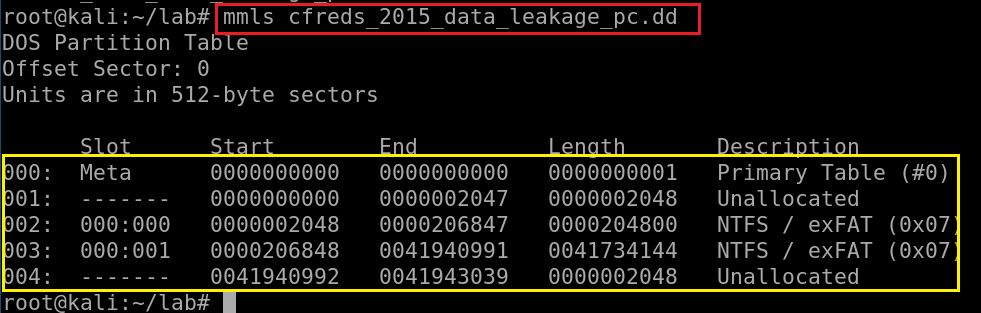 root@kali:~/lab# mmls cfreds_2015_data_leakage_pc.dd
DOS Partition Table
Offset Sector: 0
Units are in 512-byte sectors
Slot Start End Length Description
000: Meta 0000000000 0000000000 0000000001 Primary Table (#0)
001: ------- 0000000000 0000002047 0000002048 Unallocated
002: 000:000 0000002048 0000206847 0000204800 NTFS / exFAT (0x07)
003: 000:001 0000206848 0041940991 0041734144 NTFS / exFAT (0x07)
004: ------- 0041940992 0041943039 0000002048 Unallocated
root@kali:~/lab#